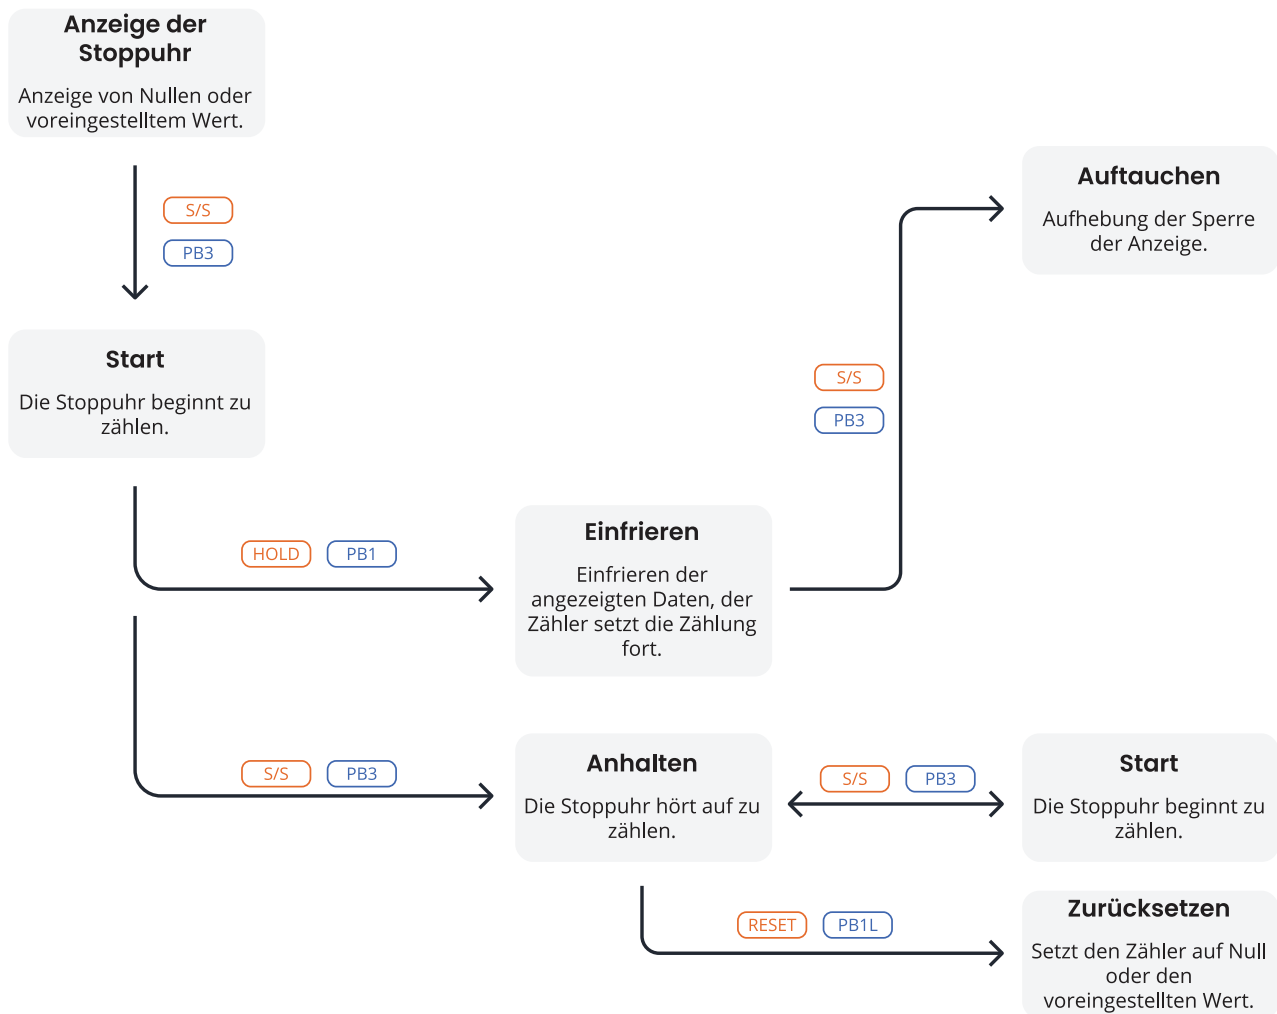 Anzeige der
Stoppuhr
Anzeige von Nullen oder
voreingestelltem Wert.
S/S
PB3
Auftauchen
Aufhebung der Sperre
der Anzeige.
Start
Die Stoppuhr beginnt zu
zählen.
S/S
PB3
HOLD PB1
Einfrieren
Einfrieren der
angezeigten Daten, der
Zähler setzt die Zählung
fort.
S/S PB3
Anhalten
Die Stoppuhr hört auf zu
zählen.
S/S PB3
Start
Die Stoppuhr beginnt zu
zählen.
RESET PB1L
Zurücksetzen
Setzt den Zähler auf Null
oder den
voreingestellten Wert.